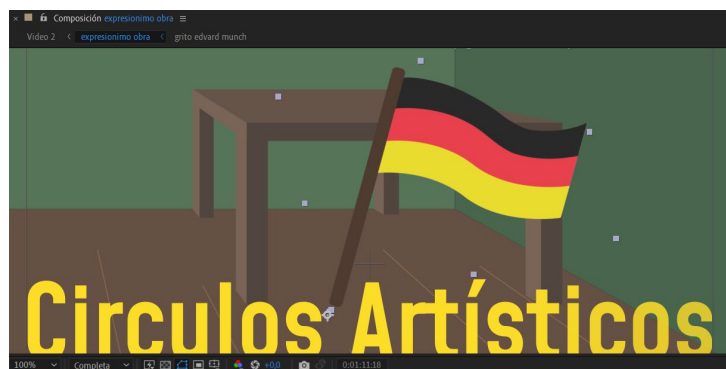 Composición expresionimo obra
Video 2 < expresionimo obra < grito edvard munch
Circulos Artísticos
100% Completa +0,0 0:01:11:18